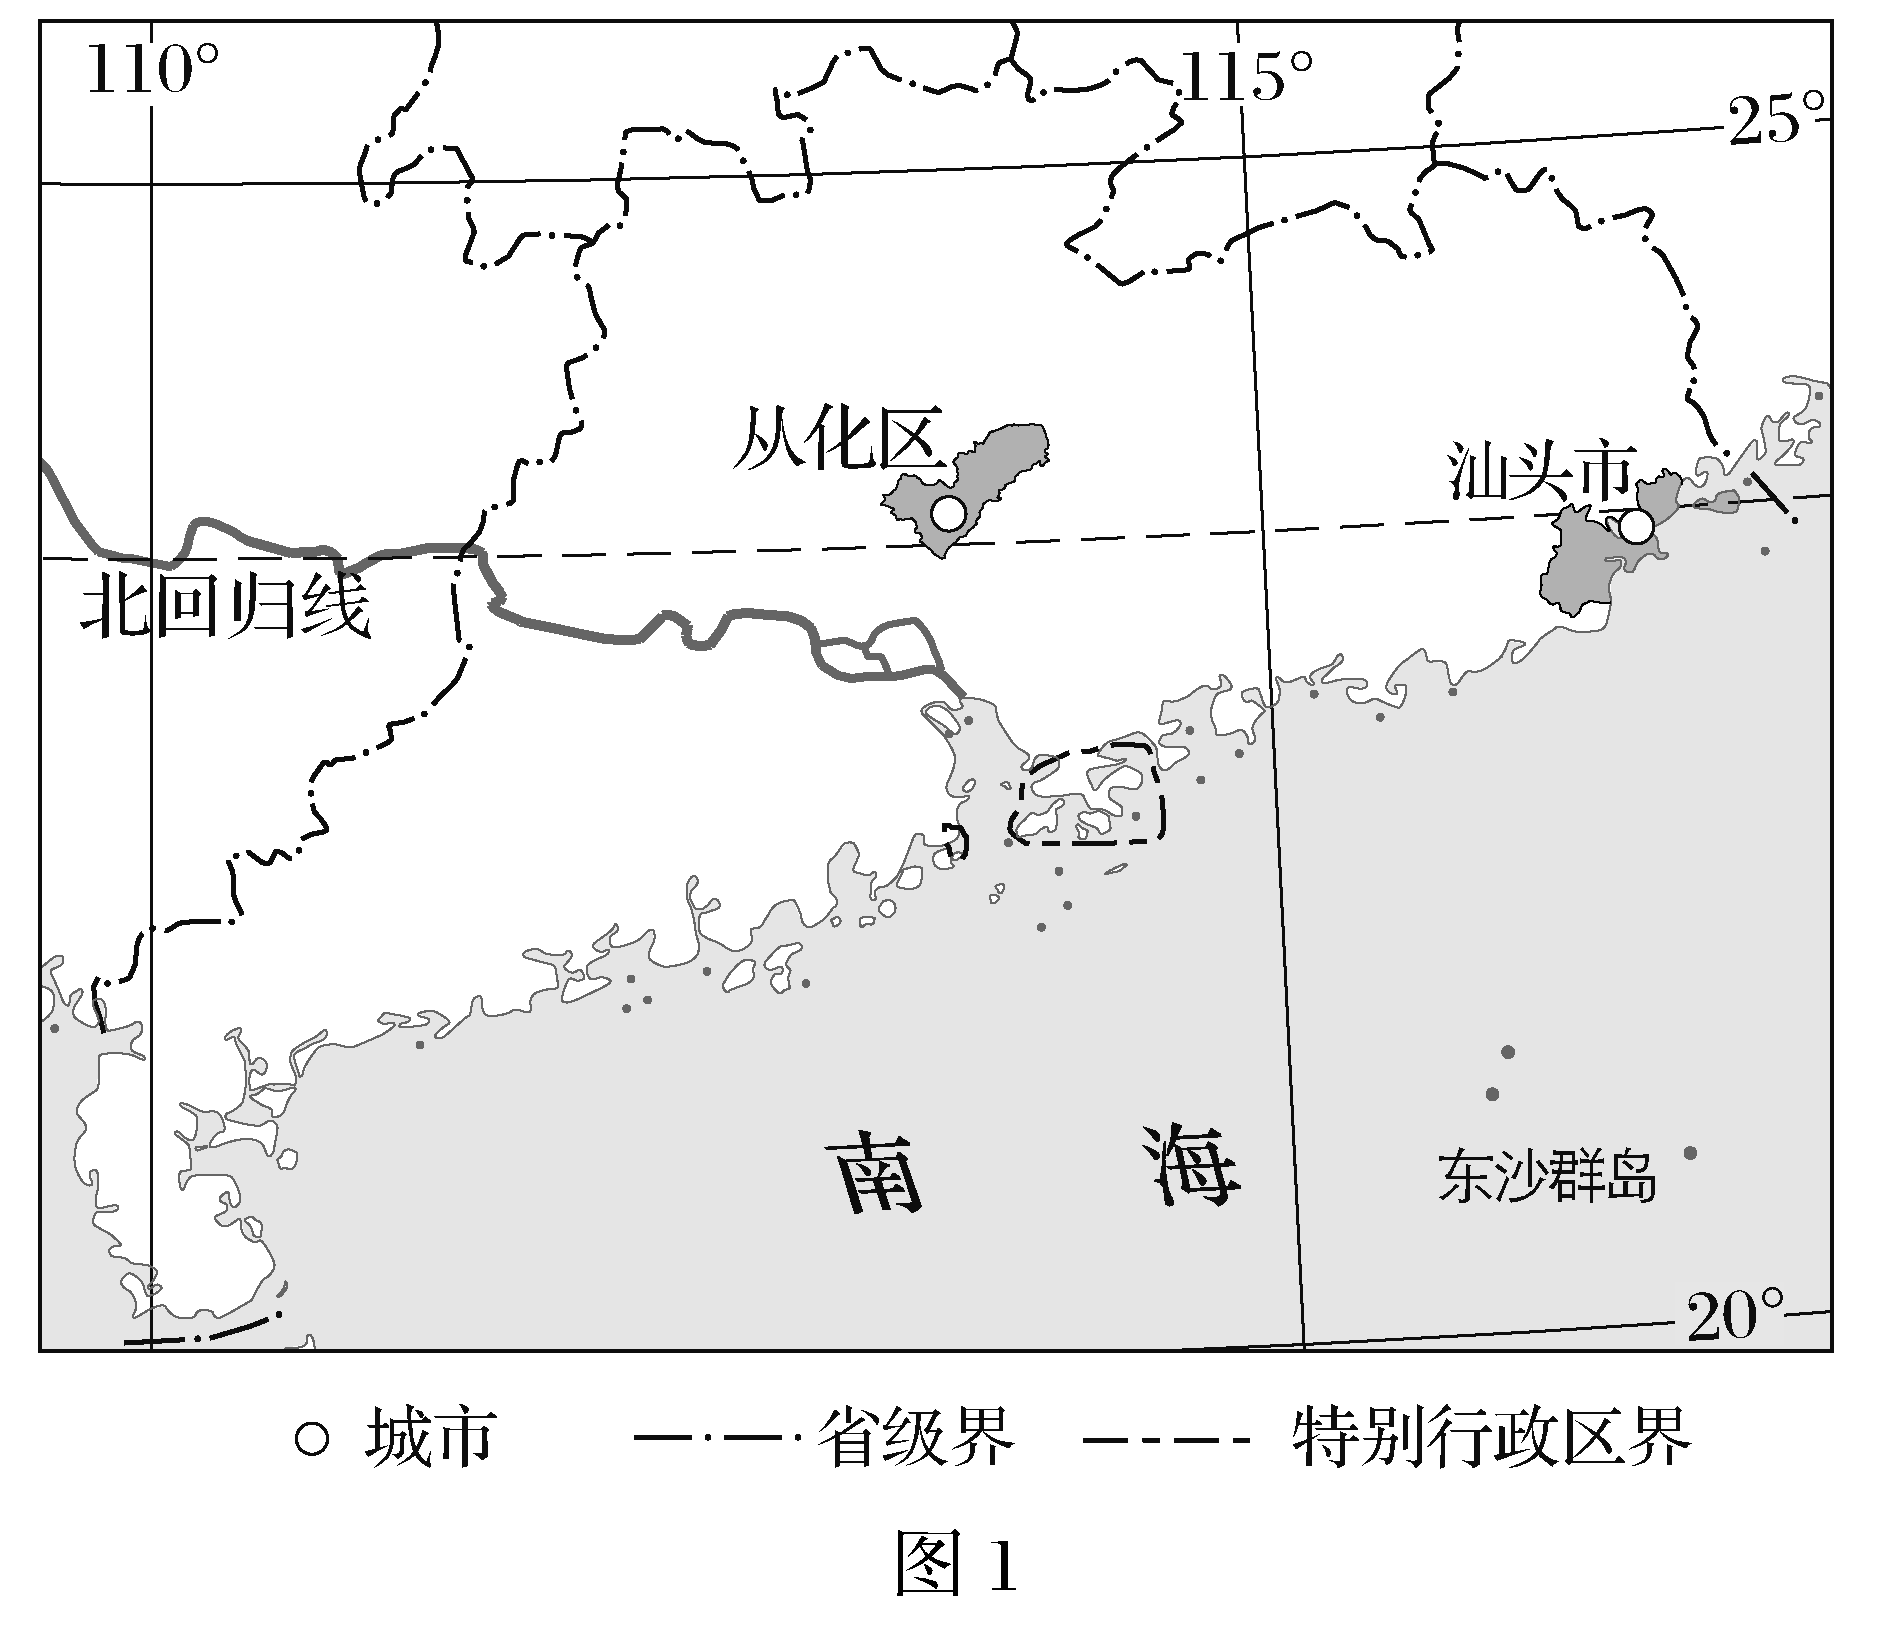 110°
115°
25°
从化区
汕头市
北回归线
南 海
东沙群岛
20°
城市 省级界 特别行政区界
图 1